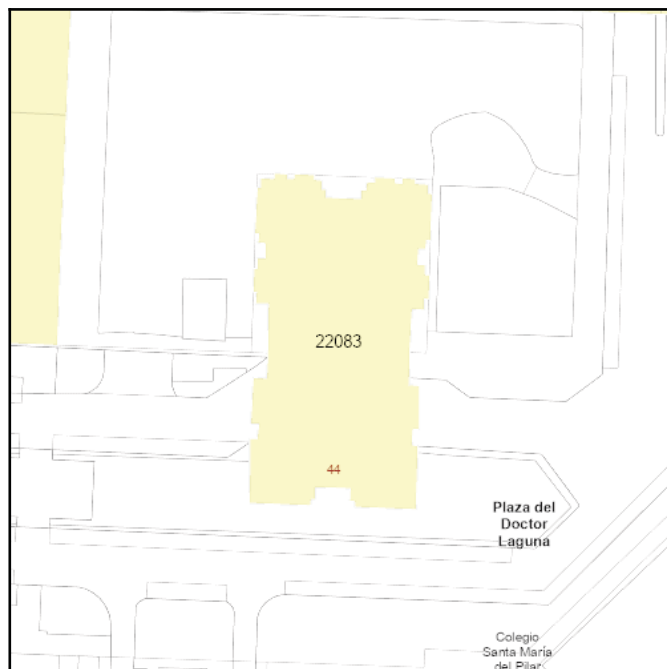 22083
44
Plaza del
Doctor
Laguna
Colegio
Santa María
del Pilar